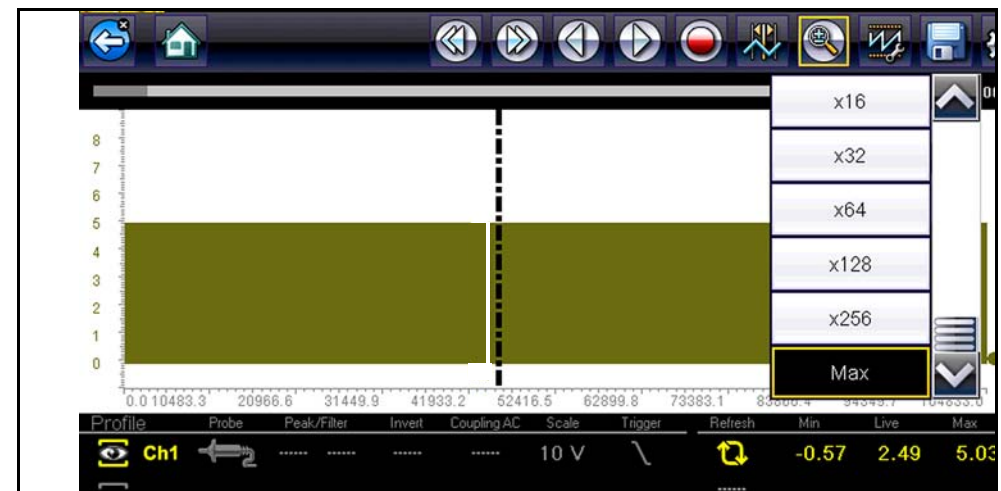 x16
x32
x64
x128
x256
Max
8
7
6
5
4
3
2
1
0
0.0 10483.3 20966.6 31449.9 41933.2 52416.5 62899.8 73383.1
Profile Probe Peak/Filter Invert Coupling AC Scale Trigger Refresh Min Live Max
Ch1 ------ ------ ------ ------ 10 V -0.57 2.49 5.03
------